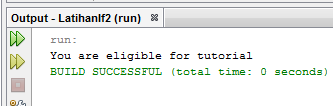 Output - LatihanIf2 (run)
run:
You are eligible for tutorial
BUILD SUCCESSFUL (total time: 0 seconds)